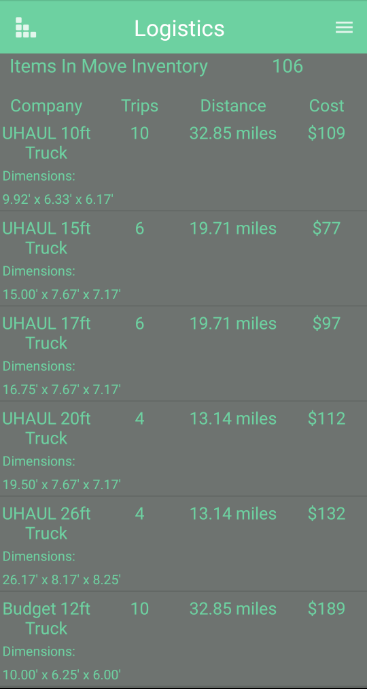 Logistics
Items In Move Inventory 106
Company Trips Distance Cost
UHAUL 10ft 10 32.85 miles $109
Truck
Dimensions:
9.92' x 6.33' x 6.17'
UHAUL 15ft 6 19.71 miles $77
Truck
Dimensions:
15.00' x 7.67' x 7.17'
UHAUL 17ft 6 19.71 miles $97
Truck
Dimensions:
16.75' x 7.67' x 7.17'
UHAUL 20ft 4 13.14 miles $112
Truck
Dimensions:
19.50' x 7.67' x 7.17'
UHAUL 26ft 4 13.14 miles $132
Truck
Dimensions:
26.17' x 8.17' x 8.25'
Budget 12ft 10 32.85 miles $189
Truck
Dimensions:
10.00' x 6.25' x 6.00'